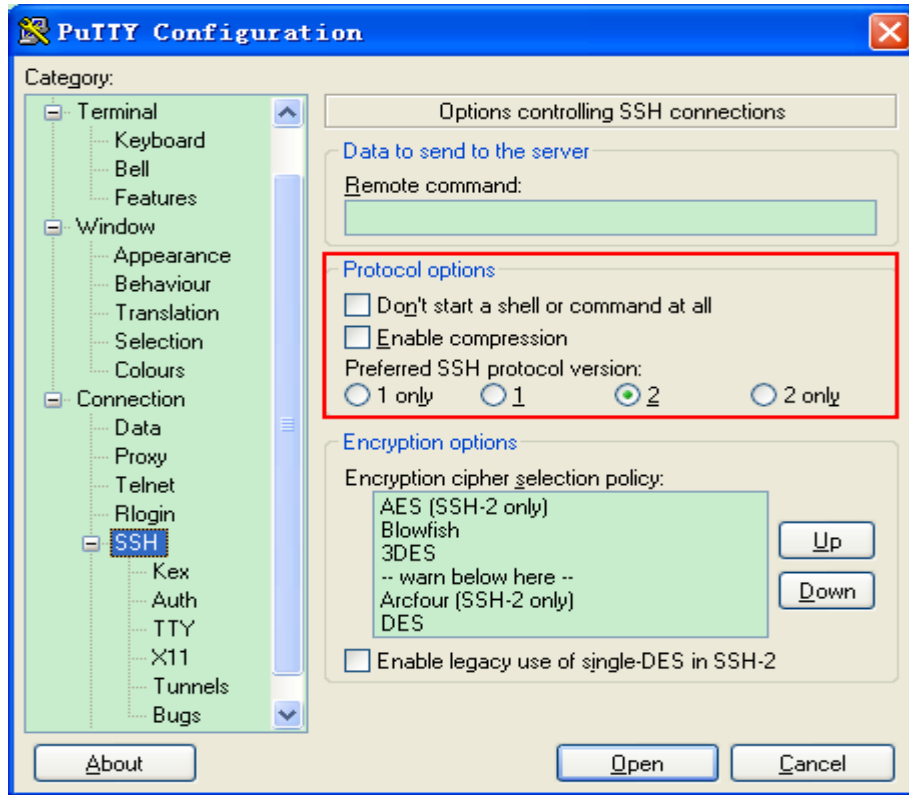 PuTTY Configuration
Category:
Terminal
Keyboard
Bell
Features
Window
Appearance
Behaviour
Translation
Selection
Colours
Connection
Data
Proxy
Telnet
Rlogin
SSH
Kex
Auth
TTY
X11
Tunnels
Bugs
Options controlling SSH connections
Data to send to the server
Remote command:
Protocol options
Don't start a shell or command at all
Enable compression
Preferred SSH protocol version:
1 only 1 2 2 only
Encryption options
Encryption cipher selection policy:
AES (SSH-2 only)
Blowfish
3DES
-- warn below here --
Arcfour (SSH-2 only)
DES
Up
Down
Enable legacy use of single-DES in SSH-2
About Open Cancel